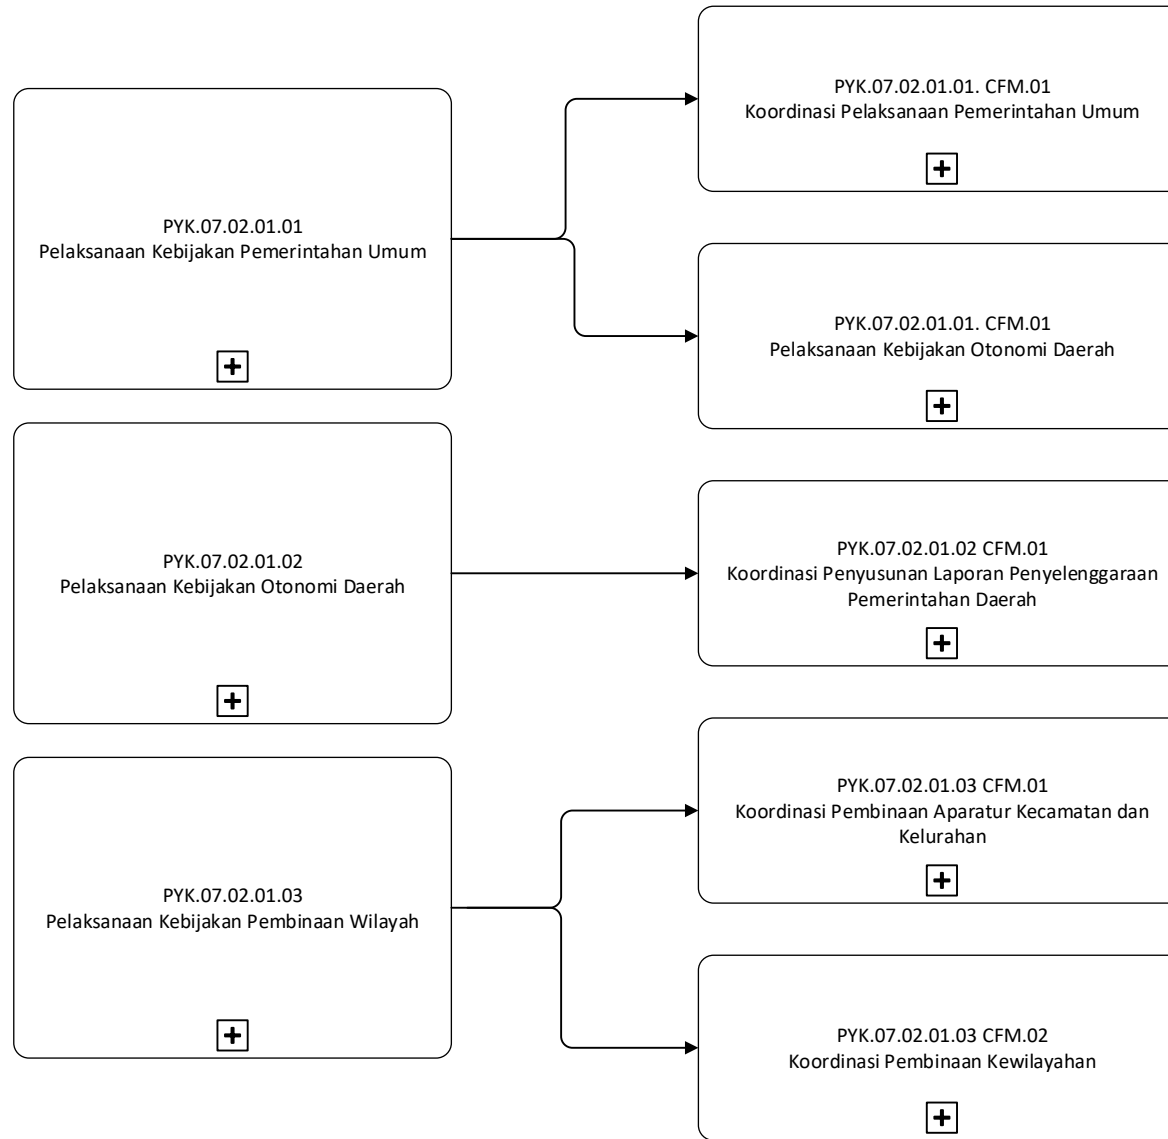 PYK.07.02.01.01
Pelaksanaan Kebijakan Pemerintahan Umum
PYK.07.02.01.02
Pelaksanaan Kebijakan Otonomi Daerah
PYK.07.02.01.03
Pelaksanaan Kebijakan Pembinaan Wilayah
PYK.07.02.01.01. CFM.01
Koordinasi Pelaksanaan Pemerintahan Umum
PYK.07.02.01.01. CFM.01
Pelaksanaan Kebijakan Otonomi Daerah
PYK.07.02.01.02 CFM.01
Koordinasi Penyusunan Laporan Penyelenggaraan
Pemerintahan Daerah
PYK.07.02.01.03 CFM.01
Koordinasi Pembinaan Aparatur Kecamatan dan
Kelurahan
PYK.07.02.01.03 CFM.02
Koordinasi Pembinaan Kewilayahan